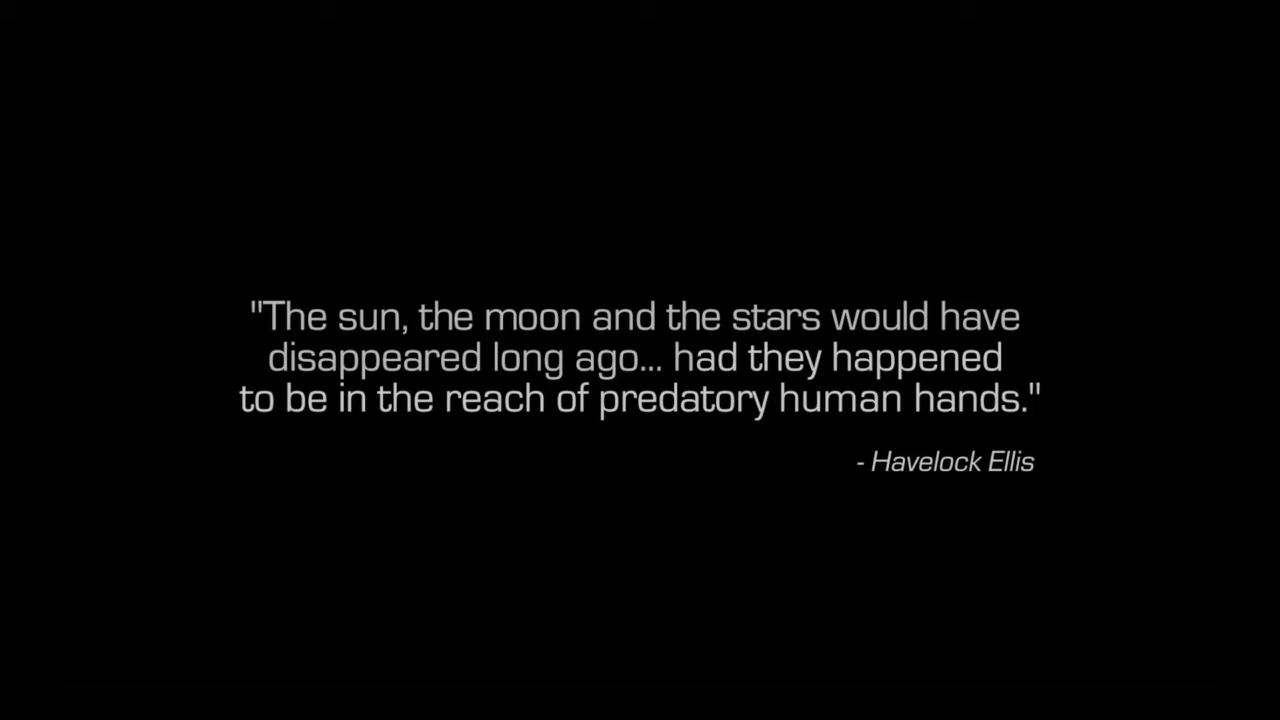 "The sun, the moon and the stars would have
disappeared long ago... had they happened
to be in the reach of predatory human hands."
- Havelock Ellis